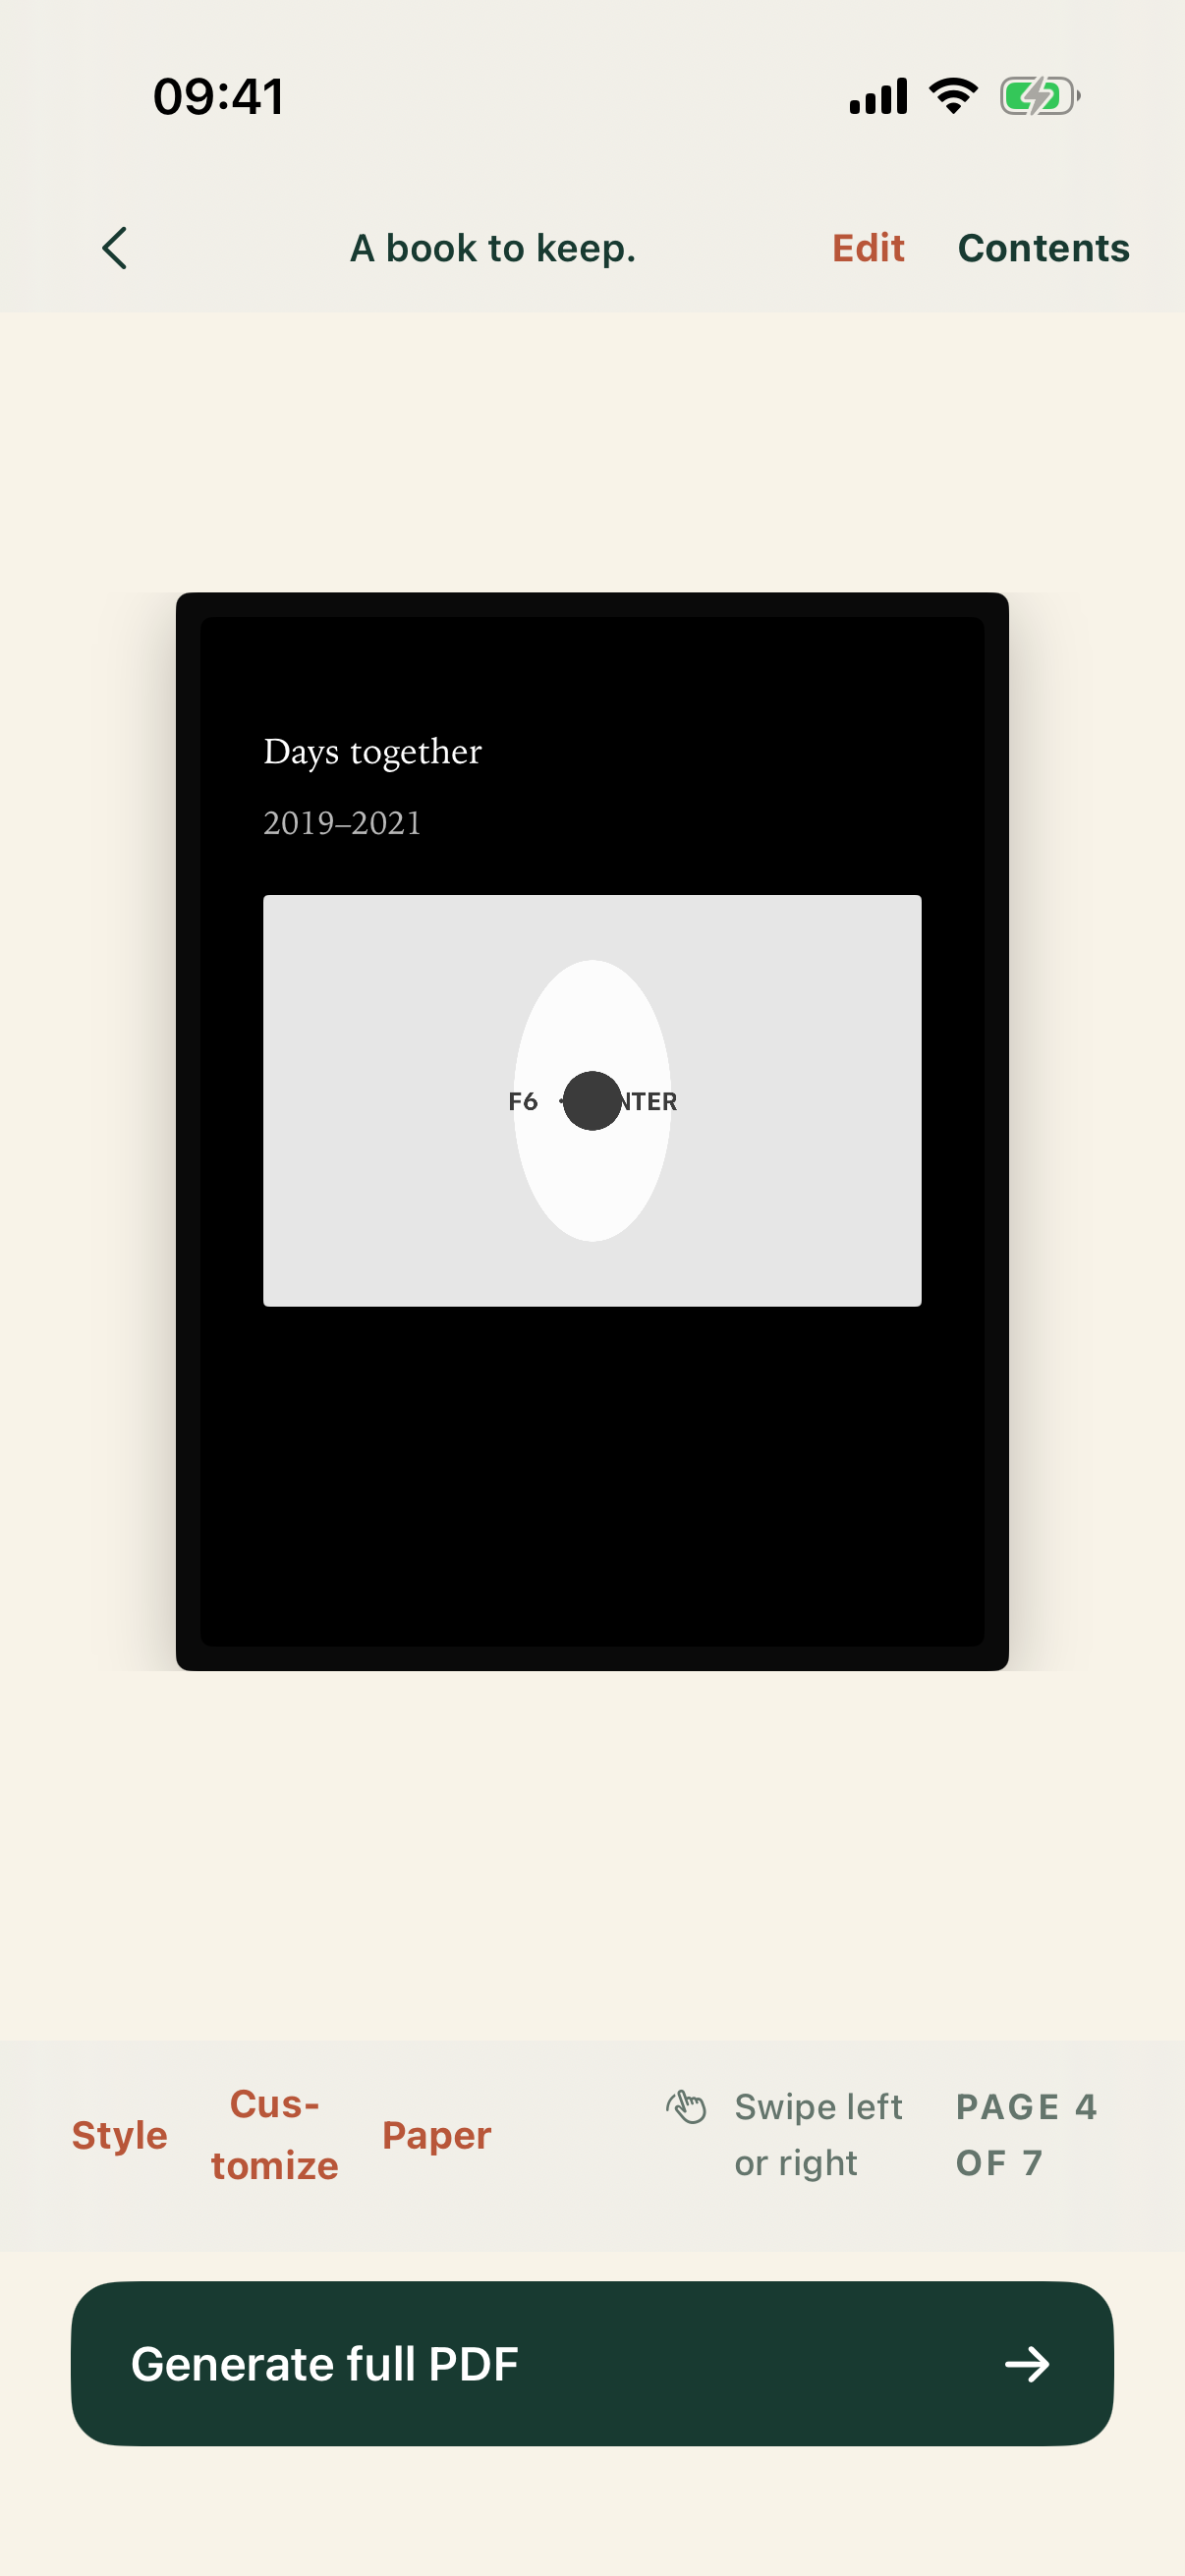 09:41
A book to keep.
Edit
Contents
Days together
2019–2021
F6
Style
Cus-
tomize
Paper
Swipe left
or right
PAGE 4
OF 7
Generate full PDF